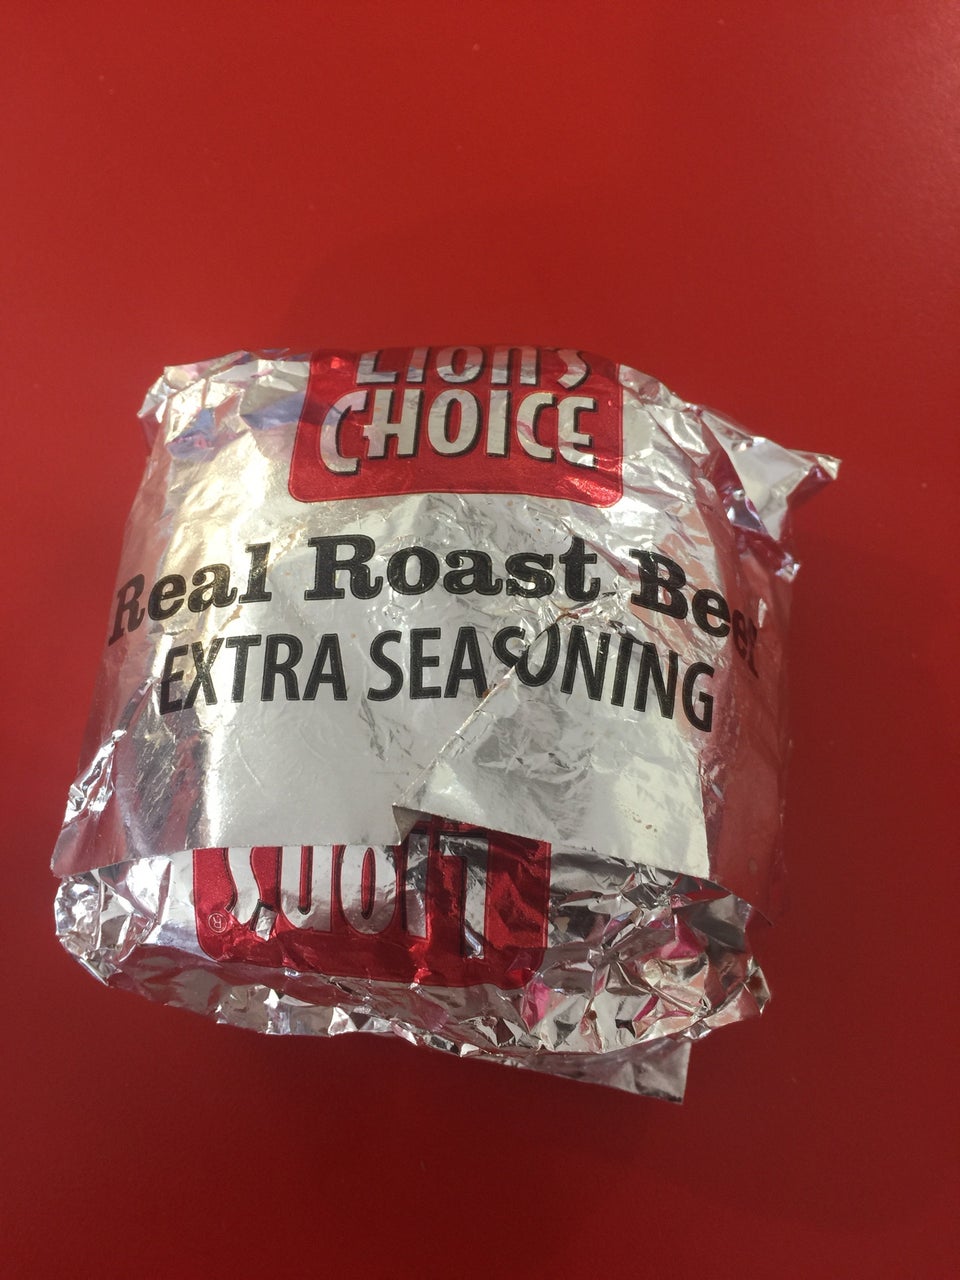 Lion's
CHOICE
Real Roast Beef
EXTRA SEASONING
Lion's
®